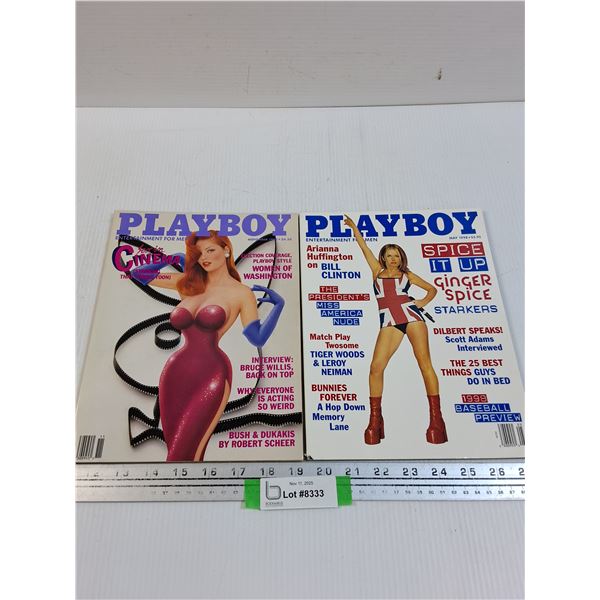 PLAYBOY
ENTERTAINMENT FOR MEN
Sex in
CINEMA
ELECTION COVERAGE,
PLAYBOY STYLE
WOMEN OF
WASHINGTON
INTERVIEW:
BRUCE WILLIS,
BACK ON TOP
WHY EVERYONE
IS ACTING
SO WEIRD
BUSH & DUKAKIS
BY ROBERT SCHEER
PLAYBOY
ENTERTAINMENT FOR MEN
MAY 1998
Arianna
Huffington
on
BILL
CLINTON
THE
PRESIDENT'S
MISS
AMERICA
NUDE
Match Play
Twosome
TIGER WOODS
& LEROY
NEIMAN
BUNNIES
FOREVER
A Hop Down
Memory
Lane
SPICE
IT UP
GINGER
SPICE
STARKERS
DILBERT SPEAKS!
Scott Adams
Interviewed
THE 25 BEST
THINGS GUYS
DO IN BED
1998
BASEBALL
PREVIEW
13 14 15 16 17 18 19 20 21 22 23 24 25 26
Nov 11, 2025
Lot #8333